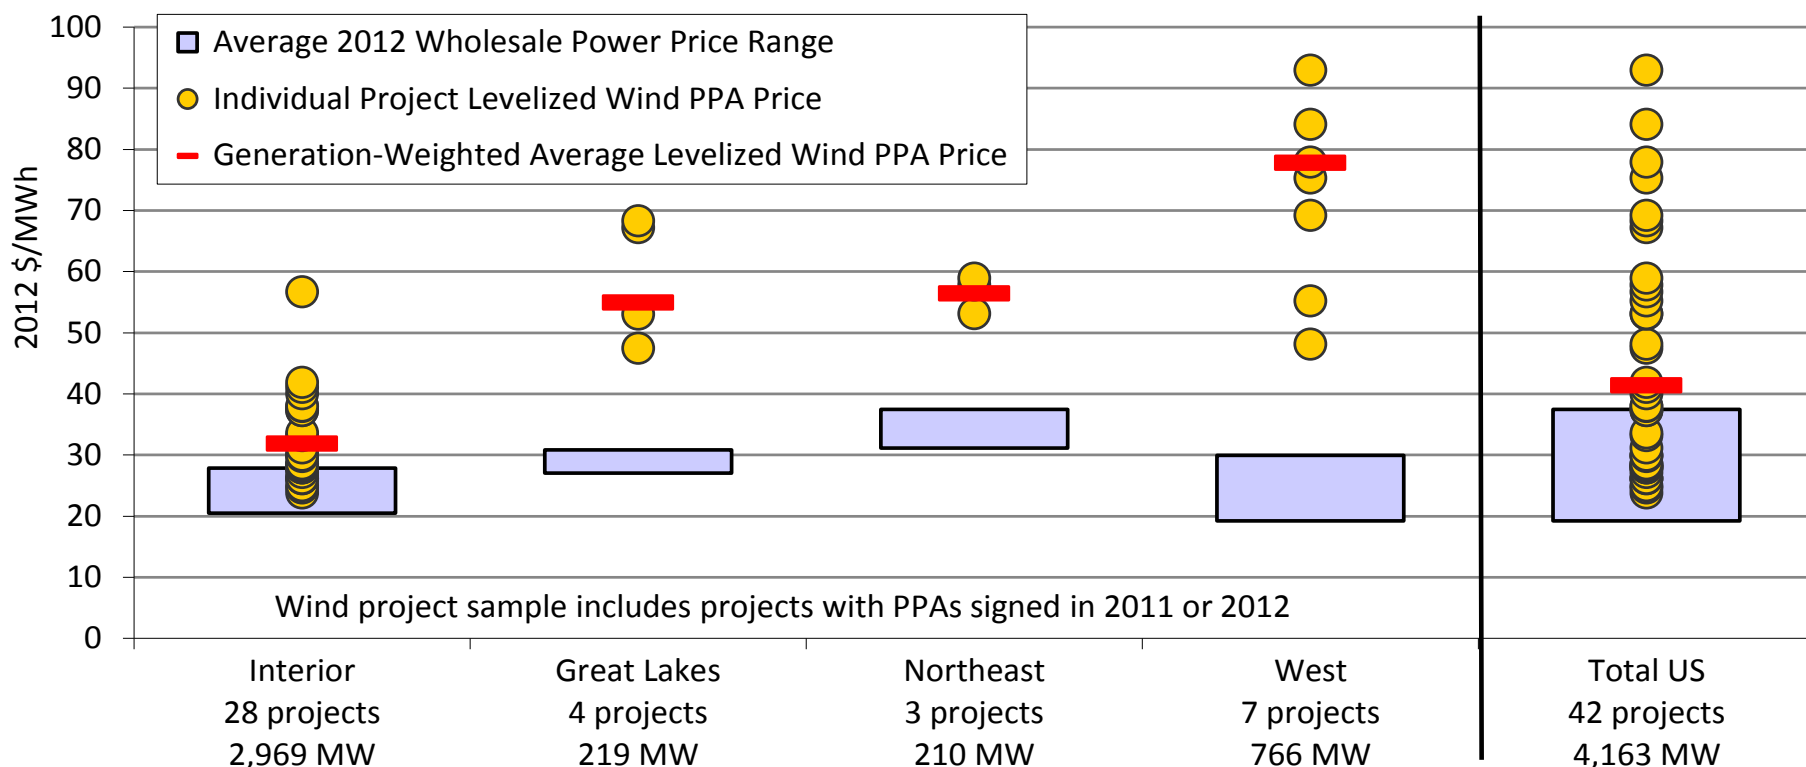 2012 $/MWh
100
90
80
70
60
50
40
30
20
10
0
Average 2012 Wholesale Power Price Range
Individual Project Levelized Wind PPA Price
Generation-Weighted Average Levelized Wind PPA Price
Wind project sample includes projects with PPAs signed in 2011 or 2012
Interior
28 projects
2,969 MW
Great Lakes
4 projects
219 MW
Northeast
3 projects
210 MW
West
7 projects
766 MW
Total US
42 projects
4,163 MW